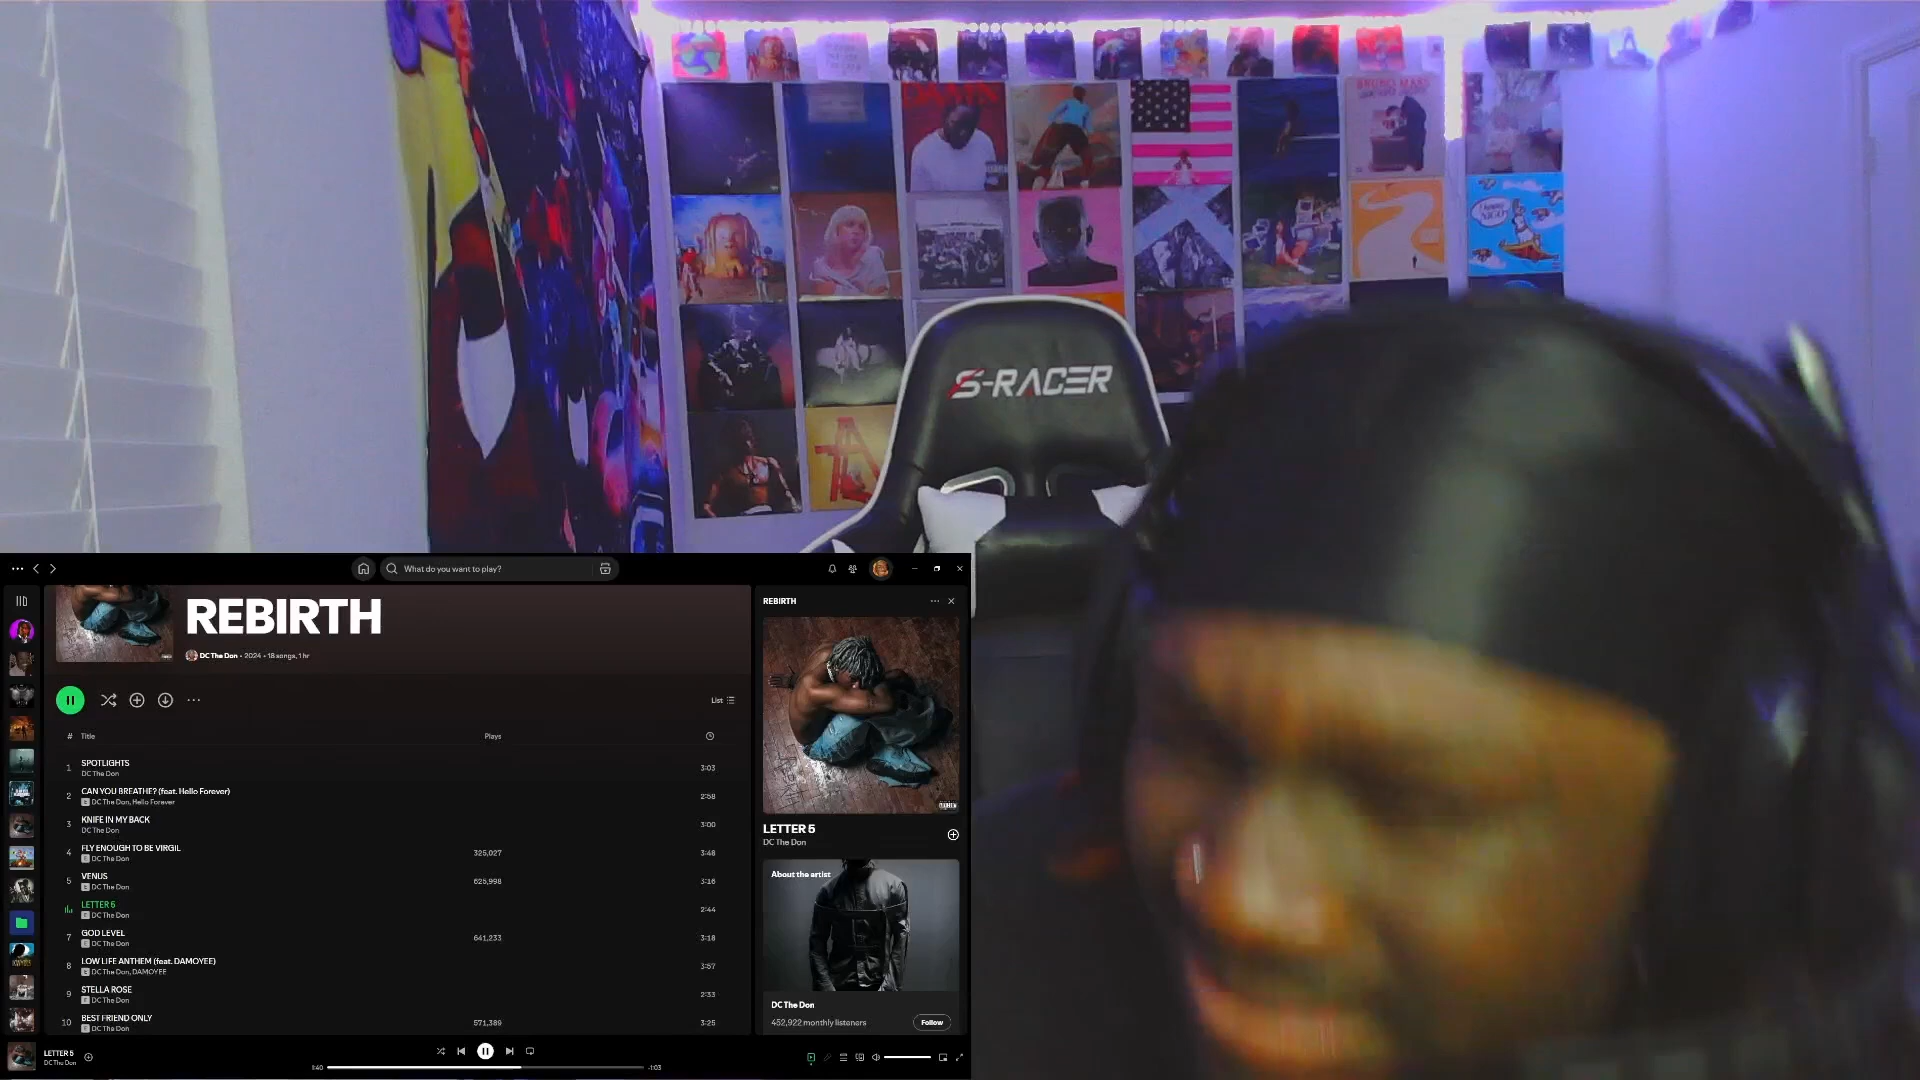 DAMN.
BRUNO MARS
S-RACER
What do you want to play?
REBIRTH
DC The Don • 2024 • 18 songs, 1 hr
List
# Title Plays
1 SPOTLIGHTS 3:03
DC The Don
2 CAN YOU BREATHE? (feat. Hello Forever) 2:58
E DC The Don, Hello Forever
3 KNIFE IN MY BACK 3:00
DC The Don
4 FLY ENOUGH TO BE VIRGIL 325,027 3:48
E DC The Don
5 VENUS 625,998 3:16
E DC The Don
LETTER 5 2:44
E DC The Don
7 GOD LEVEL 641,233 3:18
E DC The Don
8 LOW LIFE ANTHEM (feat. DAMOYEE) 3:57
E DC The Don, DAMOYEE
9 STELLA ROSE 2:33
E DC The Don
10 BEST FRIEND ONLY 571,389 3:25
E DC The Don
REBIRTH
LETTER 5
DC The Don
About the artist
DC The Don
452,922 monthly listeners
Follow
LETTER 5
DC The Don
1:40
-1:03